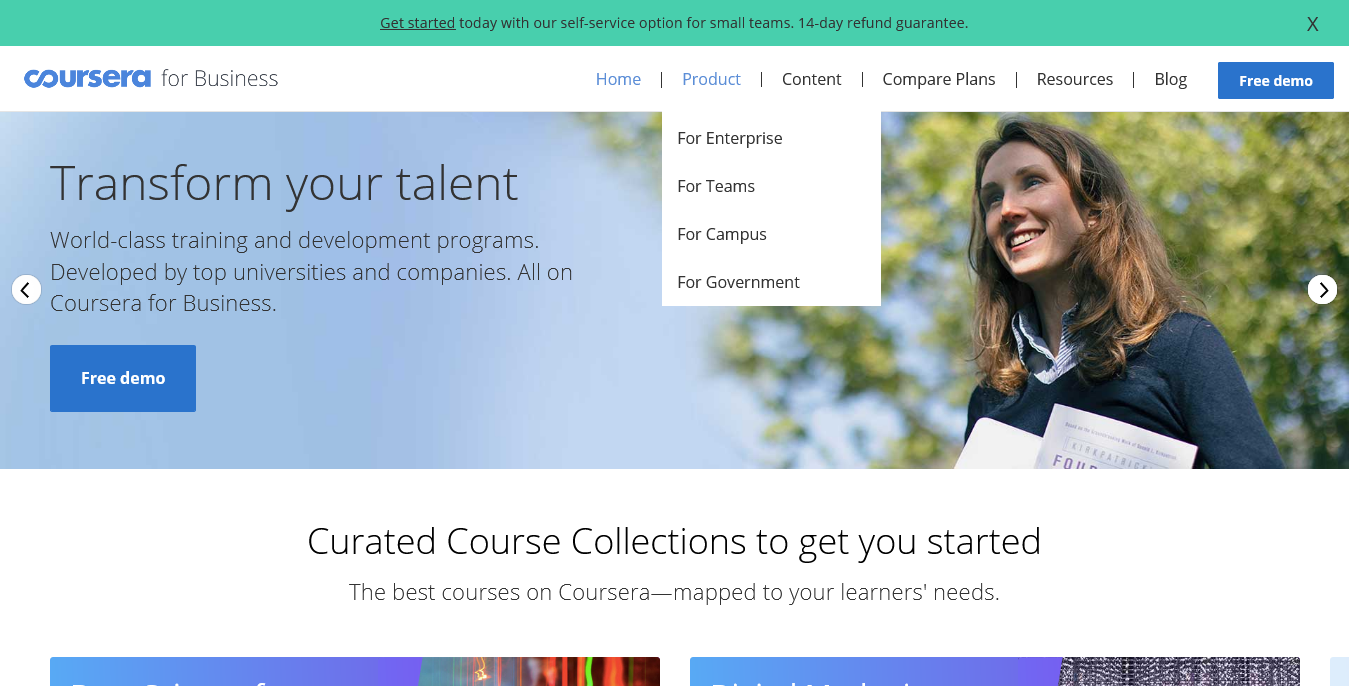 Get started today with our self-service option for small teams. 14-day refund guarantee.
X
coursera for Business
Home
Product
Content
Compare Plans
Resources
Blog
Free demo
For Enterprise
For Teams
For Campus
For Government
Transform your talent
World-class training and development programs.
Developed by top universities and companies. All on
Coursera for Business.
Free demo
KIRKPATRICK
FOUR
Curated Course Collections to get you started
The best courses on Coursera—mapped to your learners' needs.